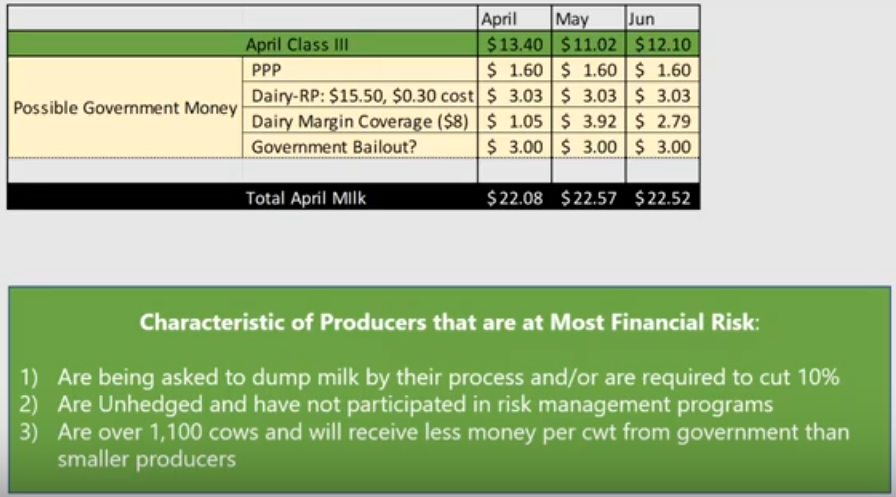 April May Jun
April Class III $13.40 $11.02 $12.10
PPP $ 1.60 $ 1.60 $ 1.60
Dairy-RP: $15.50, $0.30 cost $ 3.03 $ 3.03 $ 3.03
Possible Government Money
Dairy Margin Coverage ($8) $ 1.05 $ 3.92 $ 2.79
Government Bailout? $ 3.00 $ 3.00 $ 3.00
Total April MIlk $22.08 $22.57 $22.52
Characteristic of Producers that are at Most Financial Risk:
1) Are being asked to dump milk by their process and/or are required to cut 10%
2) Are Unhedged and have not participated in risk management programs
3) Are over 1,100 cows and will receive less money per cwt from government than
smaller producers